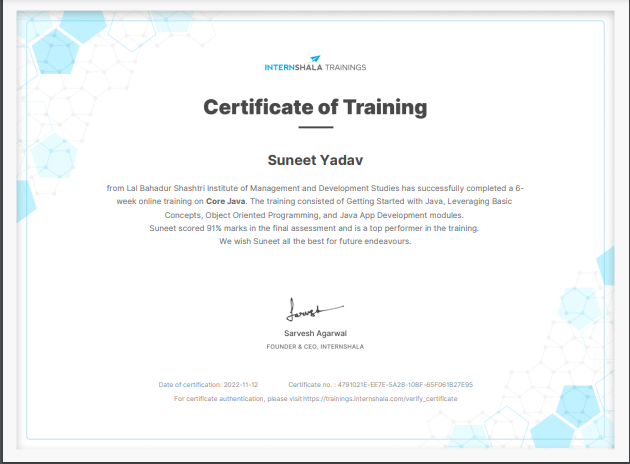 INTERNSHALA TRAININGS
Certificate of Training
Suneet Yadav
from Lal Bahadur Shashtri Institute of Management and Development Studies has successfully completed a 6-
week online training on Core Java. The training consisted of Getting Started with Java, Leveraging Basic
Concepts, Object Oriented Programming, and Java App Development modules.
Suneet scored 91% marks in the final assessment and is a top performer in the training.
We wish Suneet all the best for future endeavours.
Sarvesh
Sarvesh Agarwal
FOUNDER & CEO, INTERNSHALA
Date of certification: 2022-11-12 Certificate no. : 4791021E-EE7E-5A28-10BF-65F061B27E95
For certificate authentication, please visit https://trainings.internshala.com/verify_certificate